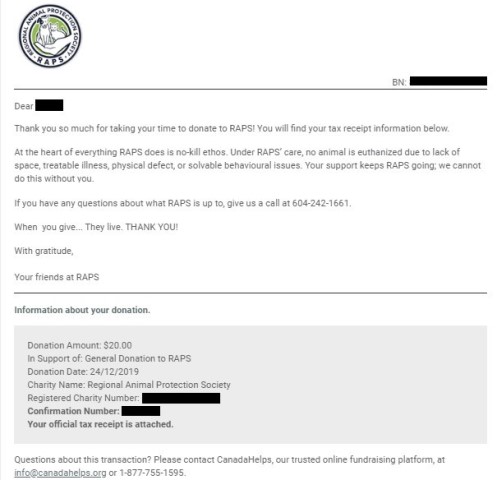 REGIONAL ANIMAL PROTECTION SOCIETY
• RAPS •
BN:
Dear
Thank you so much for taking your time to donate to RAPS! You will find your tax receipt information below.
At the heart of everything RAPS does is no-kill ethos. Under RAPS' care, no animal is euthanized due to lack of
space, treatable illness, physical defect, or solvable behavioural issues. Your support keeps RAPS going; we cannot
do this without you.
If you have any questions about what RAPS is up to, give us a call at 604-242-1661.
When you give... They live. THANK YOU!
With gratitude,
Your friends at RAPS
Information about your donation.
Donation Amount: $20.00
In Support of: General Donation to RAPS
Donation Date: 24/12/2019
Charity Name: Regional Animal Protection Society
Registered Charity Number:
Confirmation Number:
Your official tax receipt is attached.
Questions about this transaction? Please contact CanadaHelps, our trusted online fundraising platform, at
info@canadahelps.org or 1-877-755-1595.